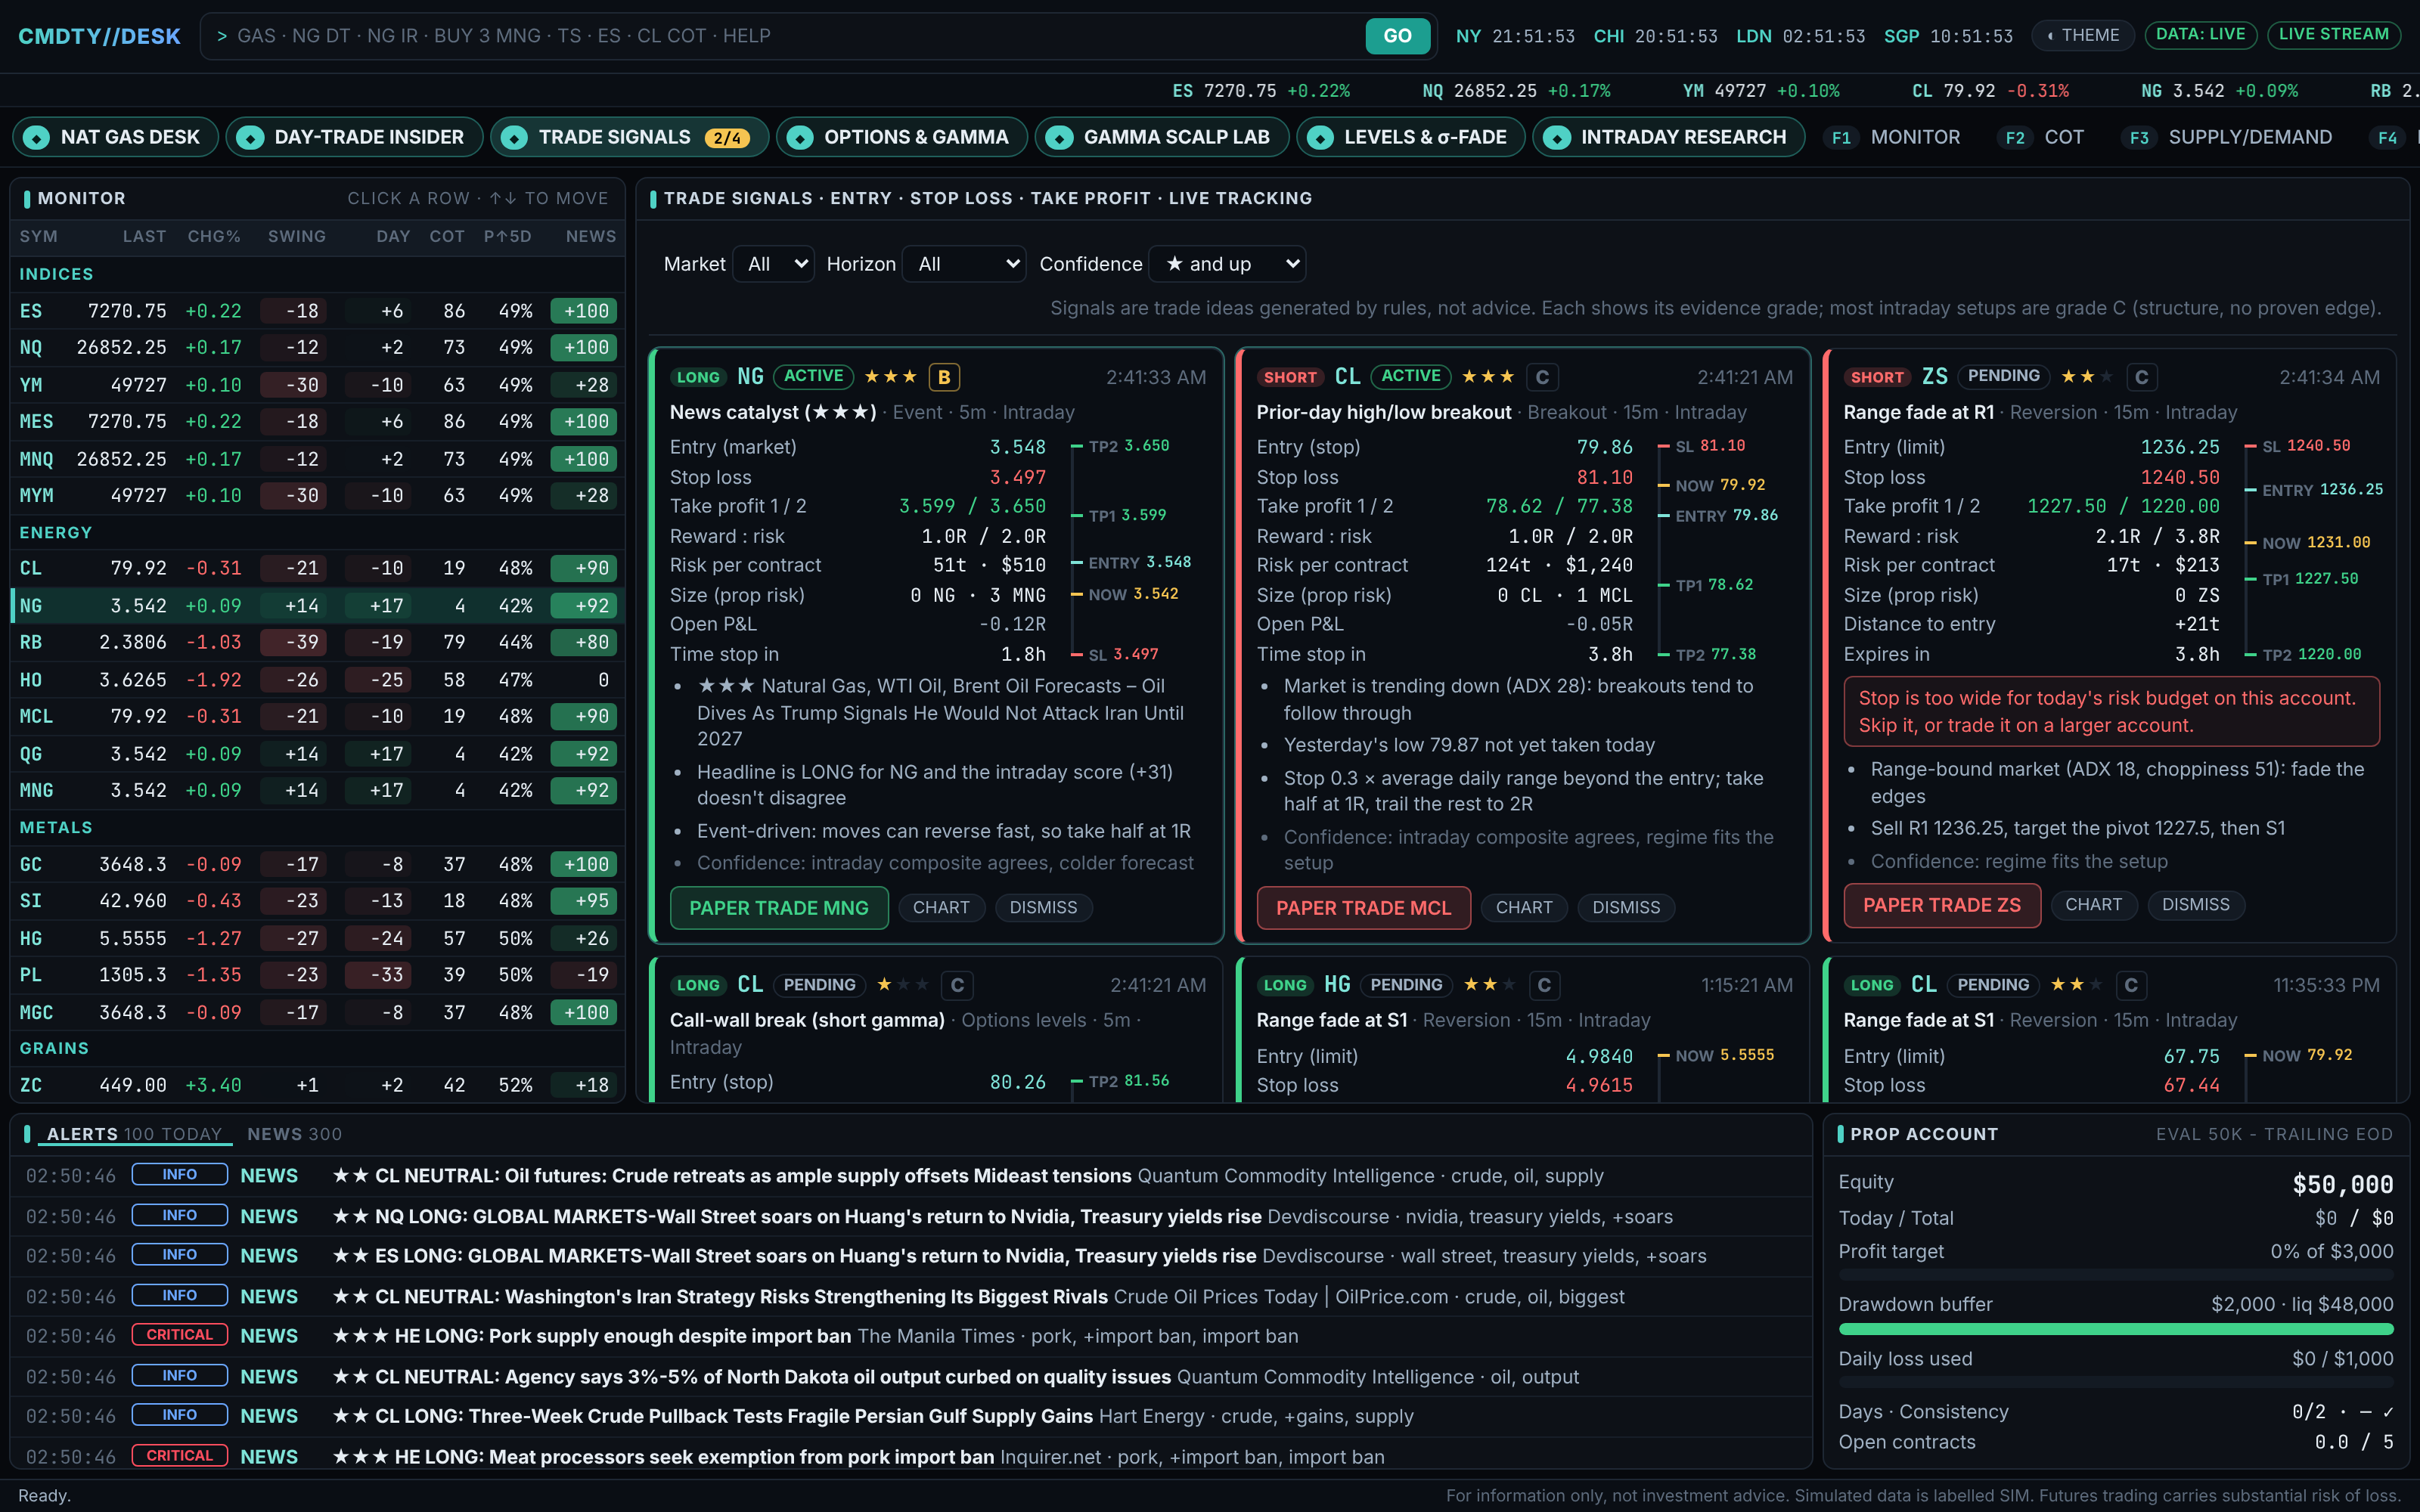 CMDTY//DESK
> GAS · NG DT · NG IR · BUY 3 MNG · TS · ES · CL COT · HELP
GO
NY 21:51:53 CHI 20:51:53 LDN 02:51:53 SGP 10:51:53
THEME
DATA: LIVE
LIVE STREAM
ES 7270.75 +0.22% NQ 26852.25 +0.17% YM 49727 +0.10% CL 79.92 -0.31% NG 3.542 +0.09% RB 2.
NAT GAS DESK
DAY-TRADE INSIDER
TRADE SIGNALS 2/4
OPTIONS & GAMMA
GAMMA SCALP LAB
LEVELS & σ-FADE
INTRADAY RESEARCH
F1 MONITOR
F2 COT
F3 SUPPLY/DEMAND
F4
MONITOR CLICK A ROW · ↑↓ TO MOVE
SYM LAST CHG% SWING DAY COT P↑5D NEWS
INDICES
ES 7270.75 +0.22 -18 +6 86 49% +100
NQ 26852.25 +0.17 -12 +2 73 49% +100
YM 49727 +0.10 -30 -10 63 49% +28
MES 7270.75 +0.22 -18 +6 86 49% +100
MNQ 26852.25 +0.17 -12 +2 73 49% +100
MYM 49727 +0.10 -30 -10 63 49% +28
ENERGY
CL 79.92 -0.31 -21 -10 19 48% +90
NG 3.542 +0.09 +14 +17 4 42% +92
RB 2.3806 -1.03 -39 -19 79 44% +80
HO 3.6265 -1.92 -26 -25 58 47% 0
MCL 79.92 -0.31 -21 -10 19 48% +90
QG 3.542 +0.09 +14 +17 4 42% +92
MNG 3.542 +0.09 +14 +17 4 42% +92
METALS
GC 3648.3 -0.09 -17 -8 37 48% +100
SI 42.960 -0.43 -23 -13 18 48% +95
HG 5.5555 -1.27 -27 -24 57 50% +26
PL 1305.3 -1.35 -23 -33 39 50% -19
MGC 3648.3 -0.09 -17 -8 37 48% +100
GRAINS
ZC 449.00 +3.40 +1 +2 42 52% +18
TRADE SIGNALS · ENTRY · STOP LOSS · TAKE PROFIT · LIVE TRACKING
Market All Horizon All Confidence ★ and up
Signals are trade ideas generated by rules, not advice. Each shows its evidence grade; most intraday setups are grade C (structure, no proven edge).
LONG NG ACTIVE ★★★ B 2:41:33 AM
News catalyst (★★★) · Event · 5m · Intraday
Entry (market) 3.548
Stop loss 3.497
Take profit 1 / 2 3.599 / 3.650
Reward : risk 1.0R / 2.0R
Risk per contract 51t · $510
Size (prop risk) 0 NG · 3 MNG
Open P&L -0.12R
Time stop in 1.8h
TP2 3.650
TP1 3.599
ENTRY 3.548
NOW 3.542
SL 3.497
• ★★★ Natural Gas, WTI Oil, Brent Oil Forecasts – Oil
Dives As Trump Signals He Would Not Attack Iran Until
2027
• Headline is LONG for NG and the intraday score (+31)
doesn't disagree
• Event-driven: moves can reverse fast, so take half at 1R
• Confidence: intraday composite agrees, colder forecast
PAPER TRADE MNG CHART DISMISS
SHORT CL ACTIVE ★★★ C 2:41:21 AM
Prior-day high/low breakout · Breakout · 15m · Intraday
Entry (stop) 79.86
Stop loss 81.10
Take profit 1 / 2 78.62 / 77.38
Reward : risk 1.0R / 2.0R
Risk per contract 124t · $1,240
Size (prop risk) 0 CL · 1 MCL
Open P&L -0.05R
Time stop in 3.8h
SL 81.10
NOW 79.92
ENTRY 79.86
TP1 78.62
TP2 77.38
• Market is trending down (ADX 28): breakouts tend to
follow through
• Yesterday's low 79.87 not yet taken today
• Stop 0.3 × average daily range beyond the entry; take
half at 1R, trail the rest to 2R
• Confidence: intraday composite agrees, regime fits the
setup
PAPER TRADE MCL CHART DISMISS
SHORT ZS PENDING ★★★ C 2:41:34 AM
Range fade at R1 · Reversion · 15m · Intraday
Entry (limit) 1236.25
Stop loss 1240.50
Take profit 1 / 2 1227.50 / 1220.00
Reward : risk 2.1R / 3.8R
Risk per contract 17t · $213
Size (prop risk) 0 ZS
Distance to entry +21t
Expires in 3.8h
SL 1240.50
ENTRY 1236.25
NOW 1231.00
TP1 1227.50
TP2 1220.00
Stop is too wide for today's risk budget on this account.
Skip it, or trade it on a larger account.
• Range-bound market (ADX 18, choppiness 51): fade the
edges
• Sell R1 1236.25, target the pivot 1227.5, then S1
• Confidence: regime fits the setup
PAPER TRADE ZS CHART DISMISS
LONG CL PENDING ★★★ C 2:41:21 AM
Call-wall break (short gamma) · Options levels · 5m ·
Intraday
Entry (stop) 80.26
TP2 81.56
LONG HG PENDING ★★★ C 1:15:21 AM
Range fade at S1 · Reversion · 15m · Intraday
Entry (limit) 4.9840
Stop loss 4.9615
NOW 5.5555
LONG CL PENDING ★★★ C 11:35:33 PM
Range fade at S1 · Reversion · 15m · Intraday
Entry (limit) 67.75
Stop loss 67.44
NOW 79.92
ALERTS 100 TODAY NEWS 300
02:50:46 INFO NEWS ★★ CL NEUTRAL: Oil futures: Crude retreats as ample supply offsets Mideast tensions Quantum Commodity Intelligence · crude, oil, supply
02:50:46 INFO NEWS ★★ NQ LONG: GLOBAL MARKETS-Wall Street soars on Huang's return to Nvidia, Treasury yields rise Devdiscourse · nvidia, treasury yields, +soars
02:50:46 INFO NEWS ★★ ES LONG: GLOBAL MARKETS-Wall Street soars on Huang's return to Nvidia, Treasury yields rise Devdiscourse · wall street, treasury yields, +soars
02:50:46 INFO NEWS ★★ CL NEUTRAL: Washington's Iran Strategy Risks Strengthening Its Biggest Rivals Crude Oil Prices Today | OilPrice.com · crude, oil, biggest
02:50:46 CRITICAL NEWS ★★★ HE LONG: Pork supply enough despite import ban The Manila Times · pork, +import ban, import ban
02:50:46 INFO NEWS ★★ CL NEUTRAL: Agency says 3%-5% of North Dakota oil output curbed on quality issues Quantum Commodity Intelligence · oil, output
02:50:46 INFO NEWS ★★ CL LONG: Three-Week Crude Pullback Tests Fragile Persian Gulf Supply Gains Hart Energy · crude, +gains, supply
02:50:46 CRITICAL NEWS ★★★ HE LONG: Meat processors seek exemption from pork import ban Inquirer.net · pork, +import ban, import ban
PROP ACCOUNT EVAL 50K - TRAILING EOD
Equity $50,000
Today / Total $0 / $0
Profit target 0% of $3,000
Drawdown buffer $2,000 · liq $48,000
Daily loss used $0 / $1,000
Days · Consistency 0/2 · — ✓
Open contracts 0.0 / 5
Ready.
For information only, not investment advice. Simulated data is labelled SIM. Futures trading carries substantial risk of loss.